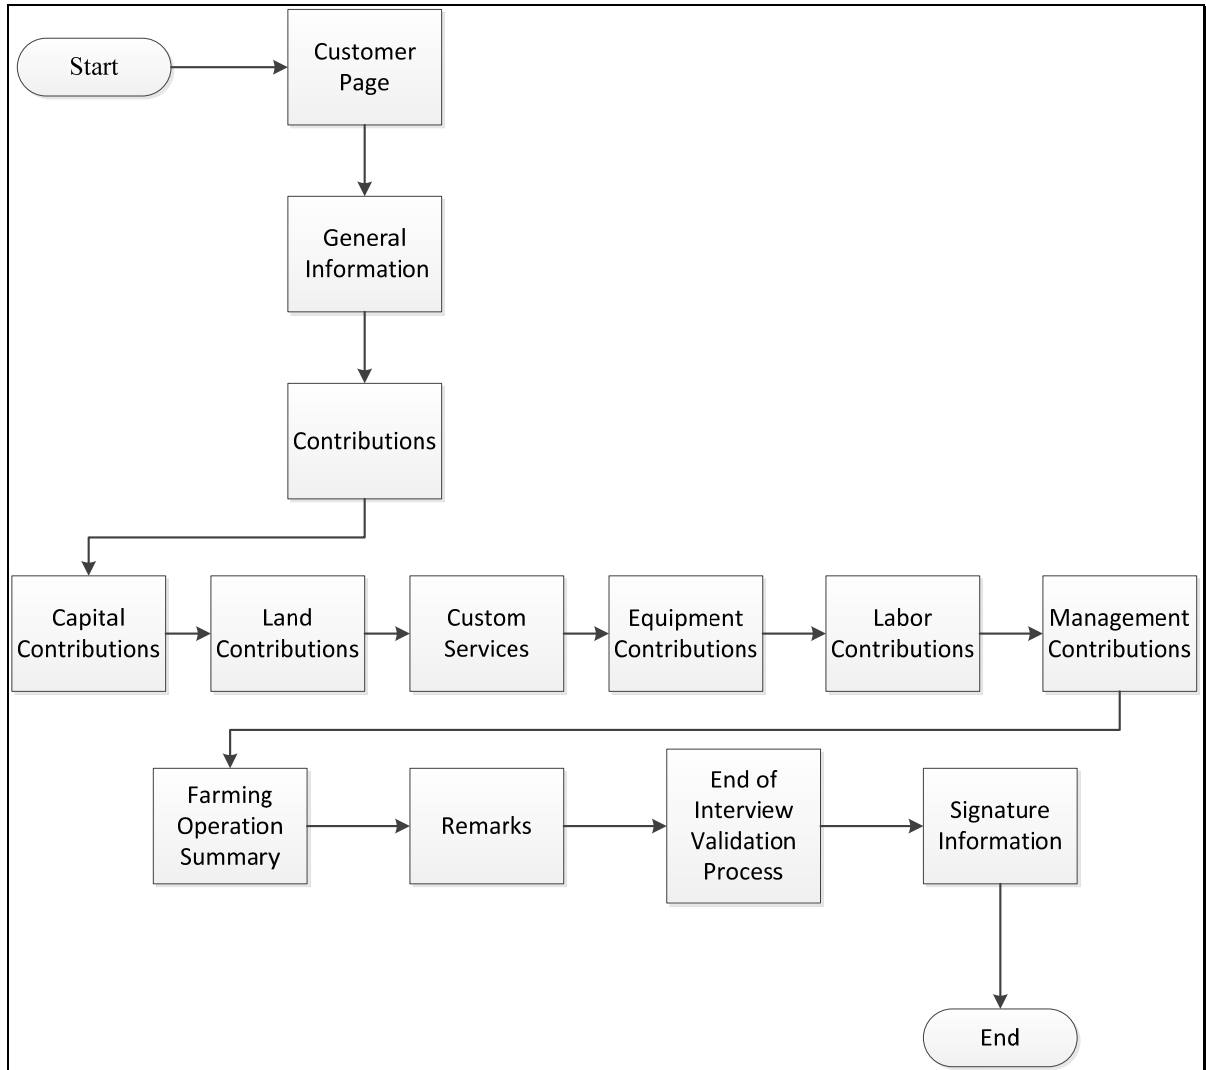 Start
Customer
Page
General
Information
Contributions
Capital
Contributions
Land
Contributions
Custom
Services
Equipment
Contributions
Labor
Contributions
Management
Contributions
Farming
Operation
Summary
Remarks
End of
Interview
Validation
Process
Signature
Information
End